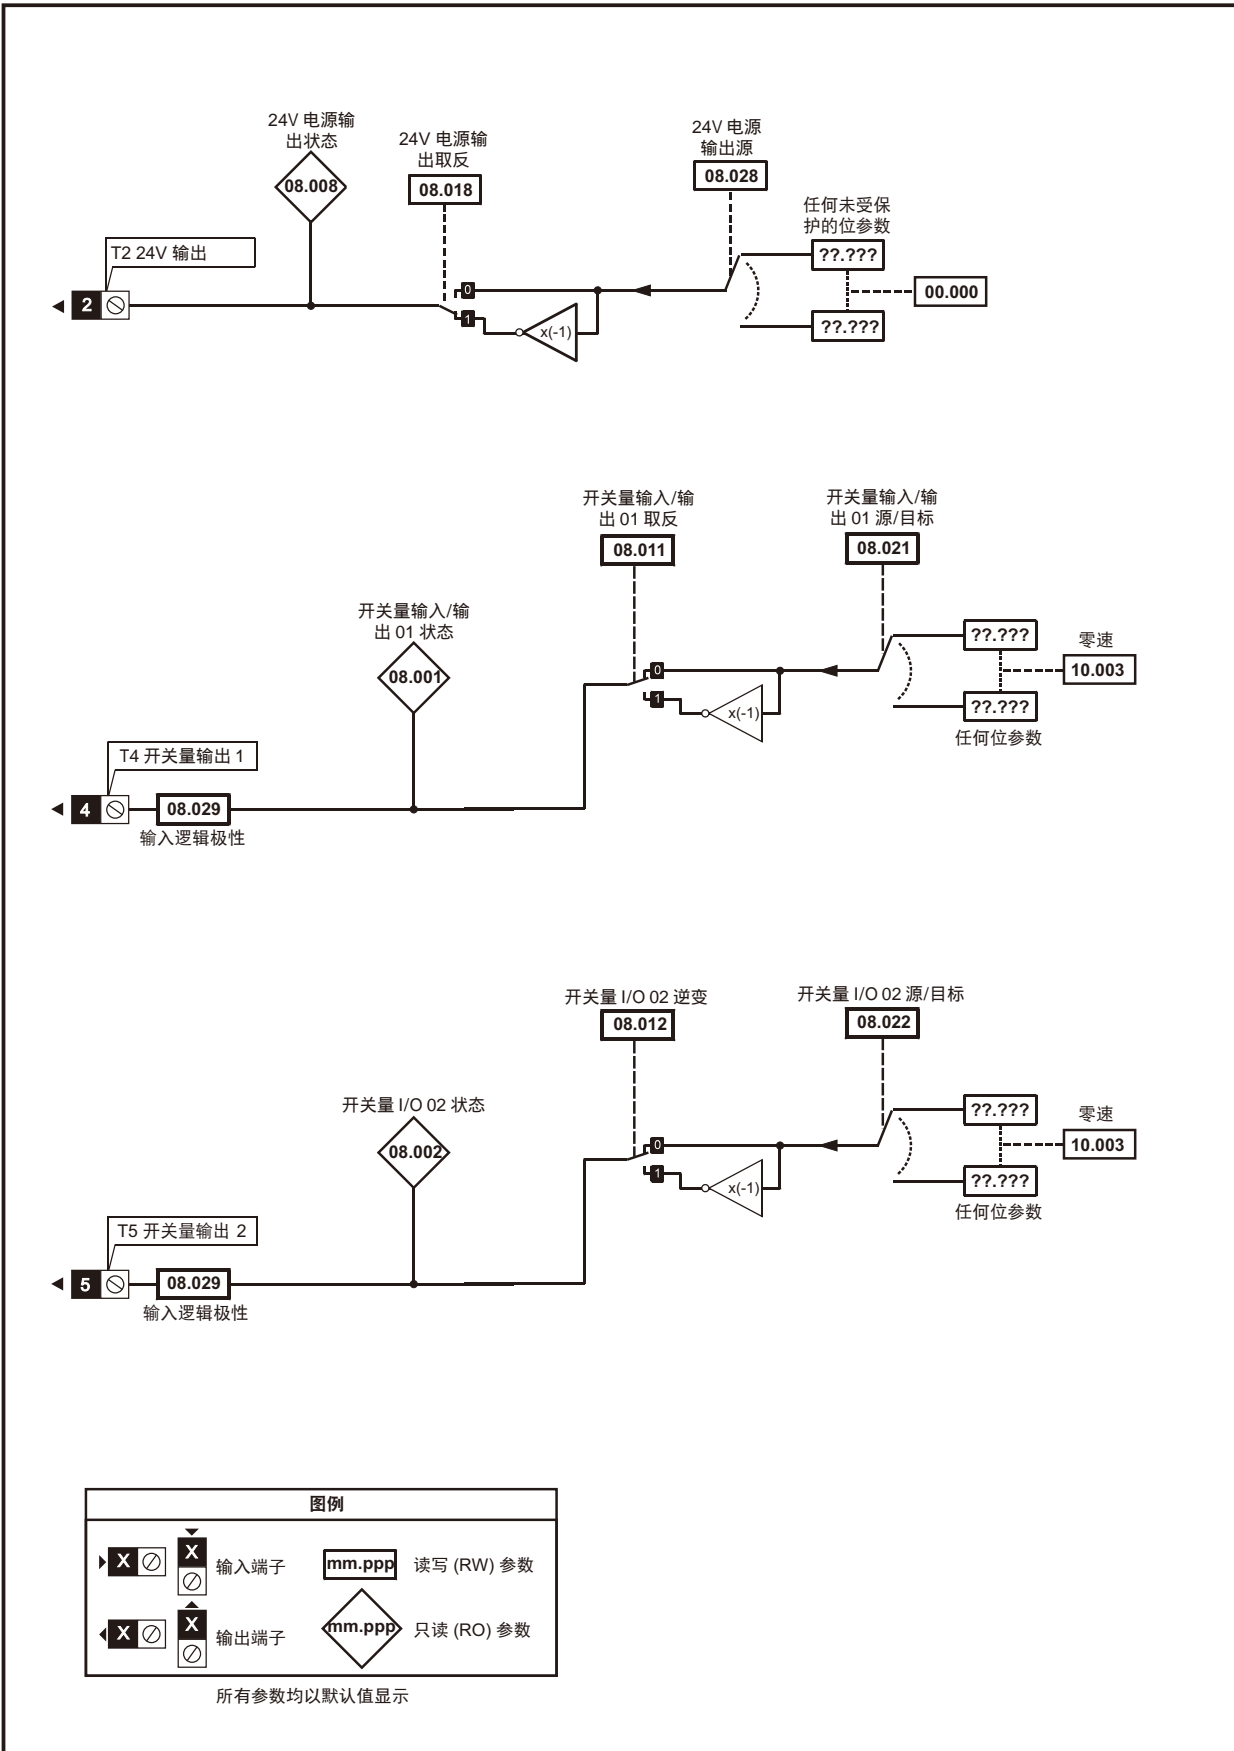 24V 电源输
出状态
08.008
24V 电源输
出取反
08.018
24V 电源
输出源
08.028
任何未受保
护的位参数
??.???
??.???
00.000
T2 24V 输出
2
0
1
x(-1)
开关量输入/输
出 01 取反
08.011
开关量输入/输
出 01 源/目标
08.021
开关量输入/输
出 01 状态
08.001
??.???
??.???
任何位参数
零速
10.003
0
1
x(-1)
T4 开关量输出 1
4
08.029
输入逻辑极性
开关量 I/O 02 逆变
08.012
开关量 I/O 02 源/目标
08.022
开关量 I/O 02 状态
08.002
??.???
??.???
任何位参数
零速
10.003
0
1
x(-1)
T5 开关量输出 2
5
08.029
输入逻辑极性
图例
X
X
输入端子
mm.ppp
读写 (RW) 参数
X
X
输出端子
mm.ppp
只读 (RO) 参数
所有参数均以默认值显示